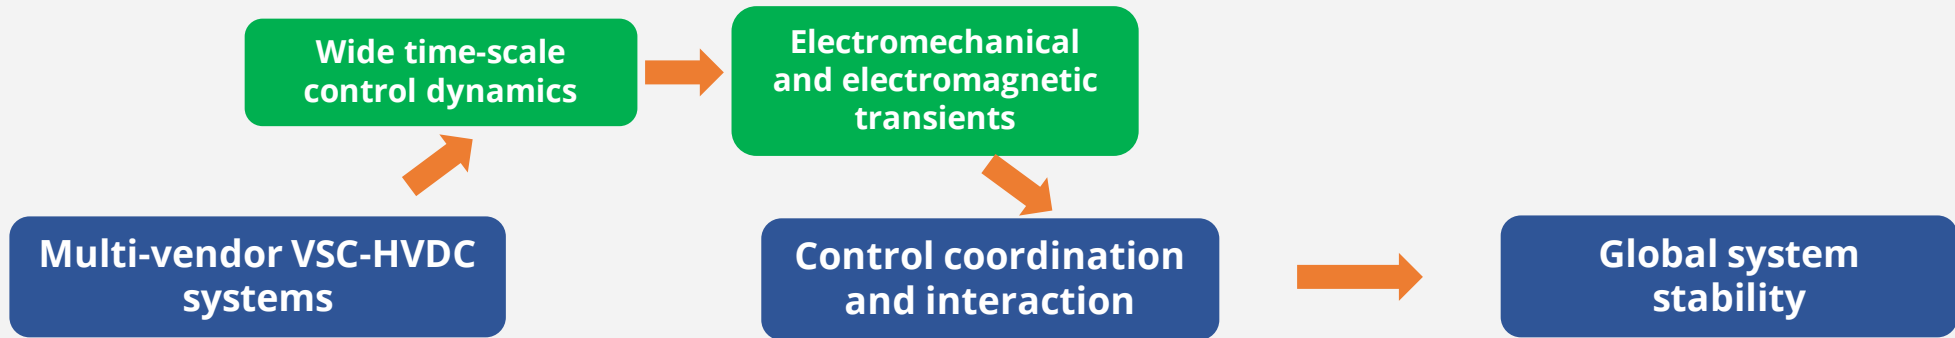 Wide time-scale
control dynamics
Electromechanical
and electromagnetic
transients
Multi-vendor VSC-HVDC
systems
Control coordination
and interaction
Global system
stability